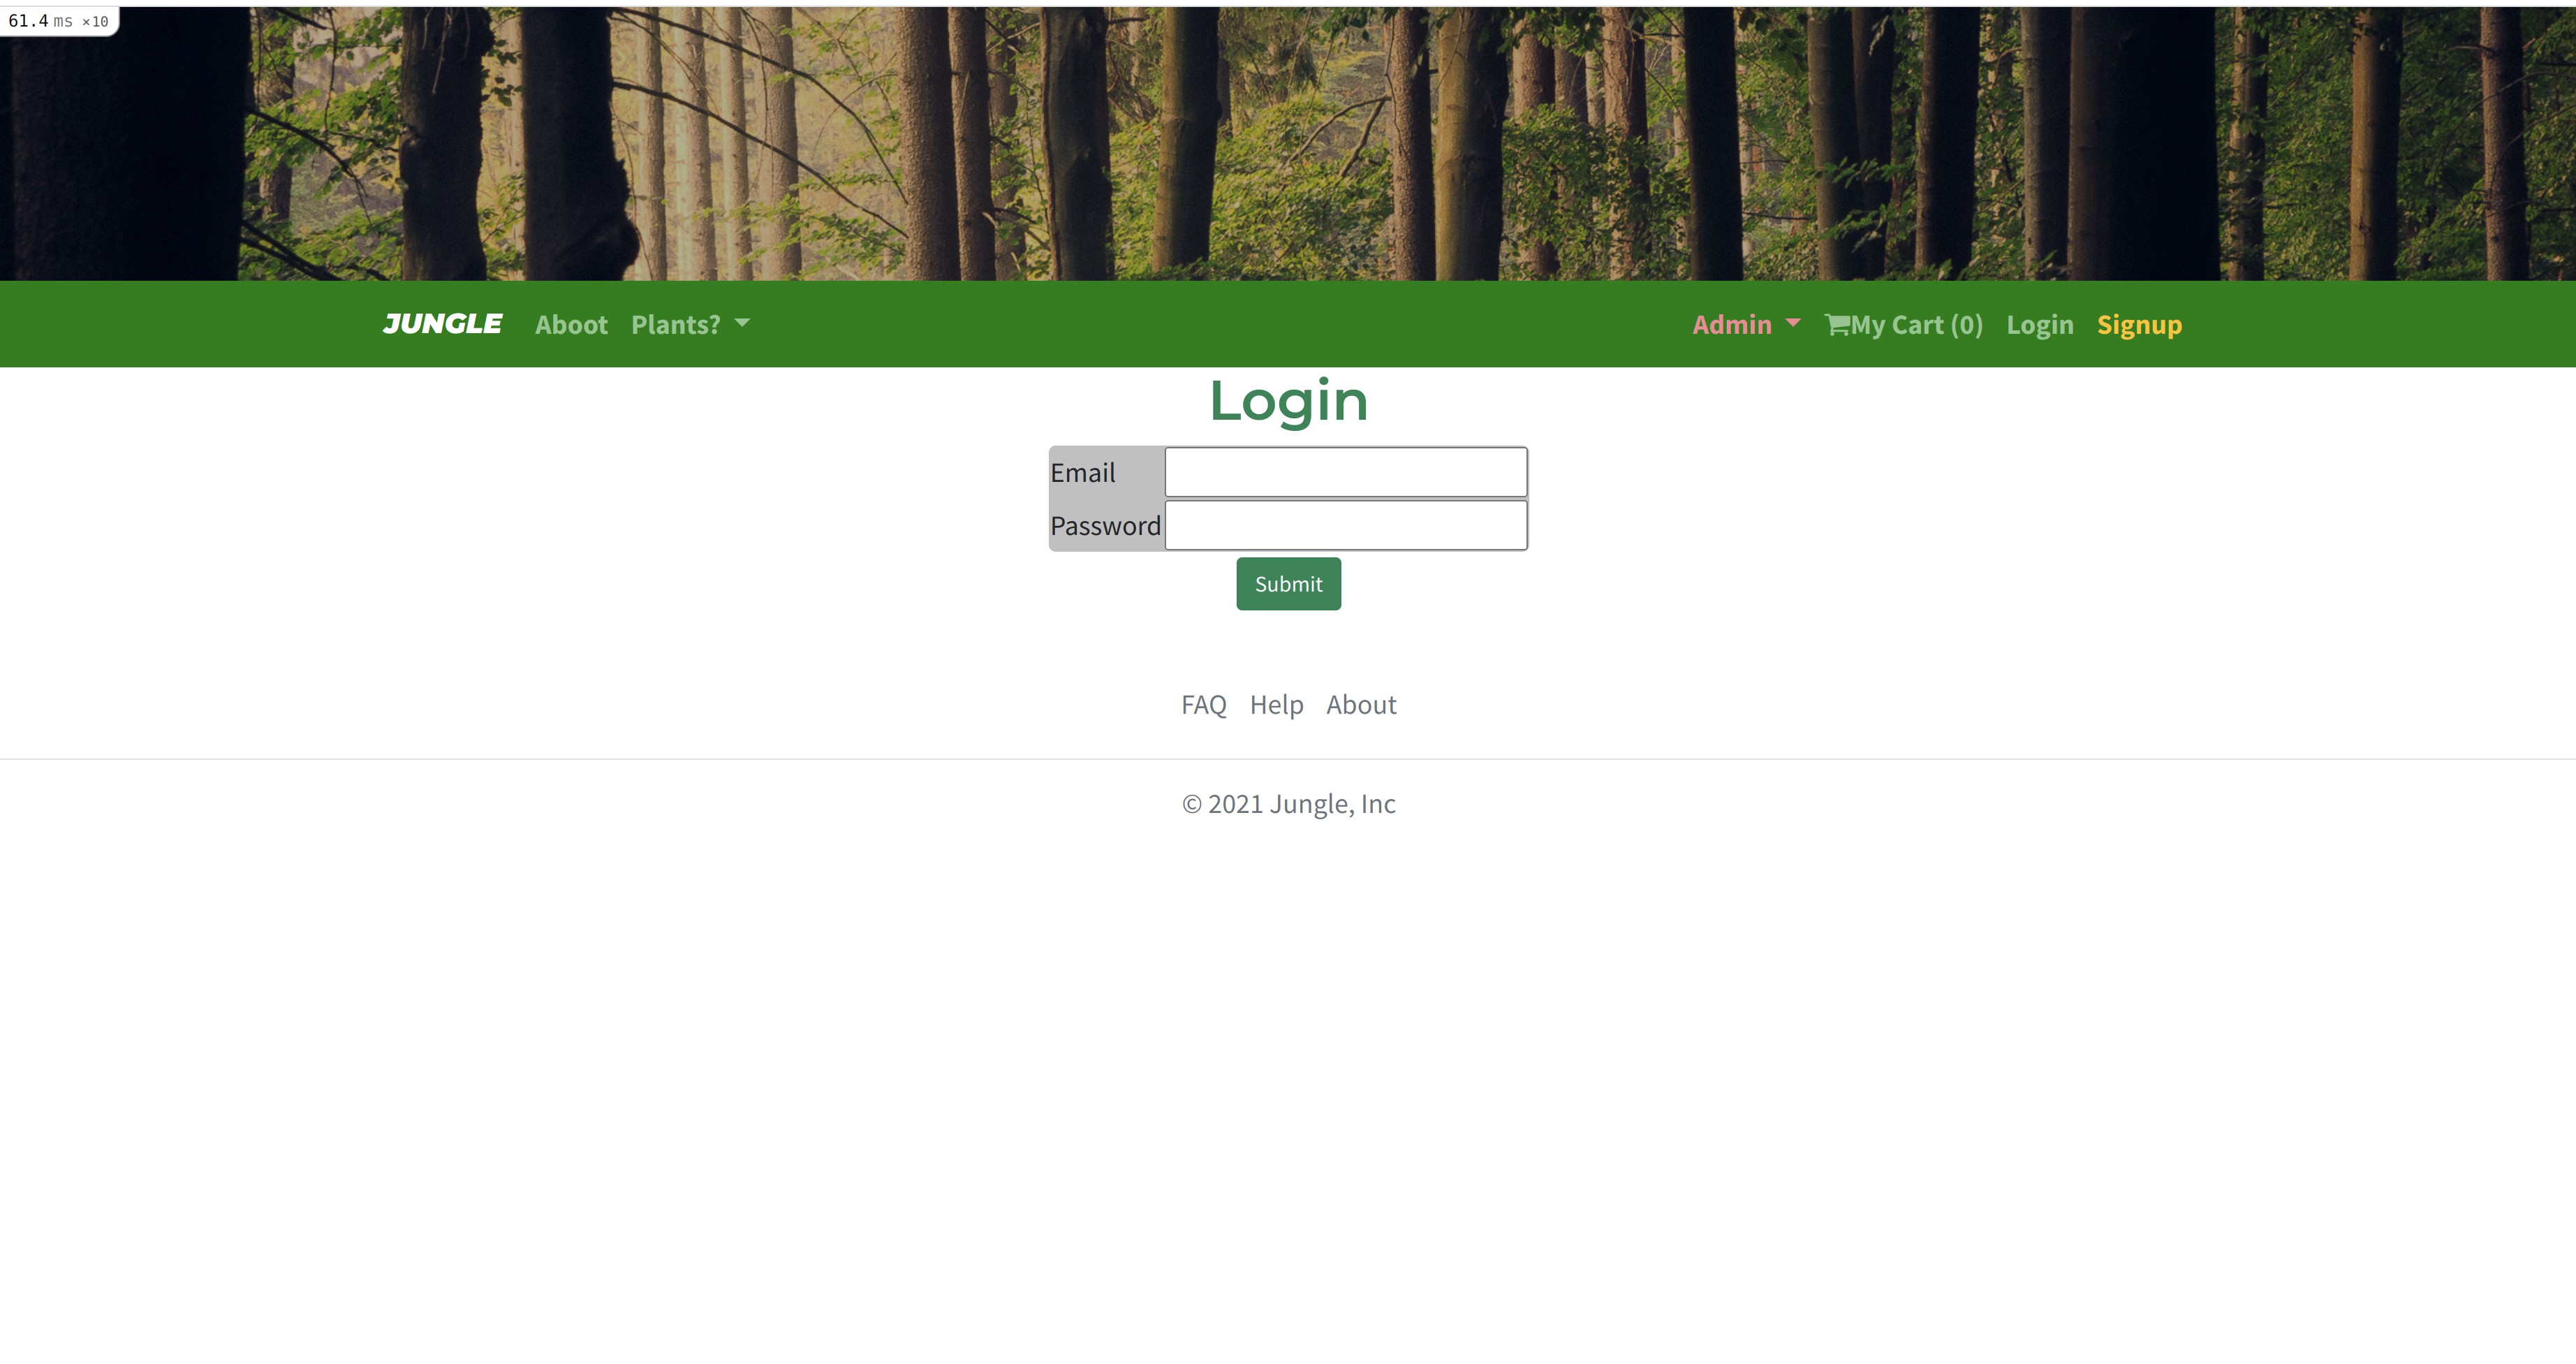 61.4 ms ×10
JUNGLE Aboot Plants? Admin My Cart (0) Login Signup
Login
Email
Password
Submit
FAQ Help About
© 2021 Jungle, Inc